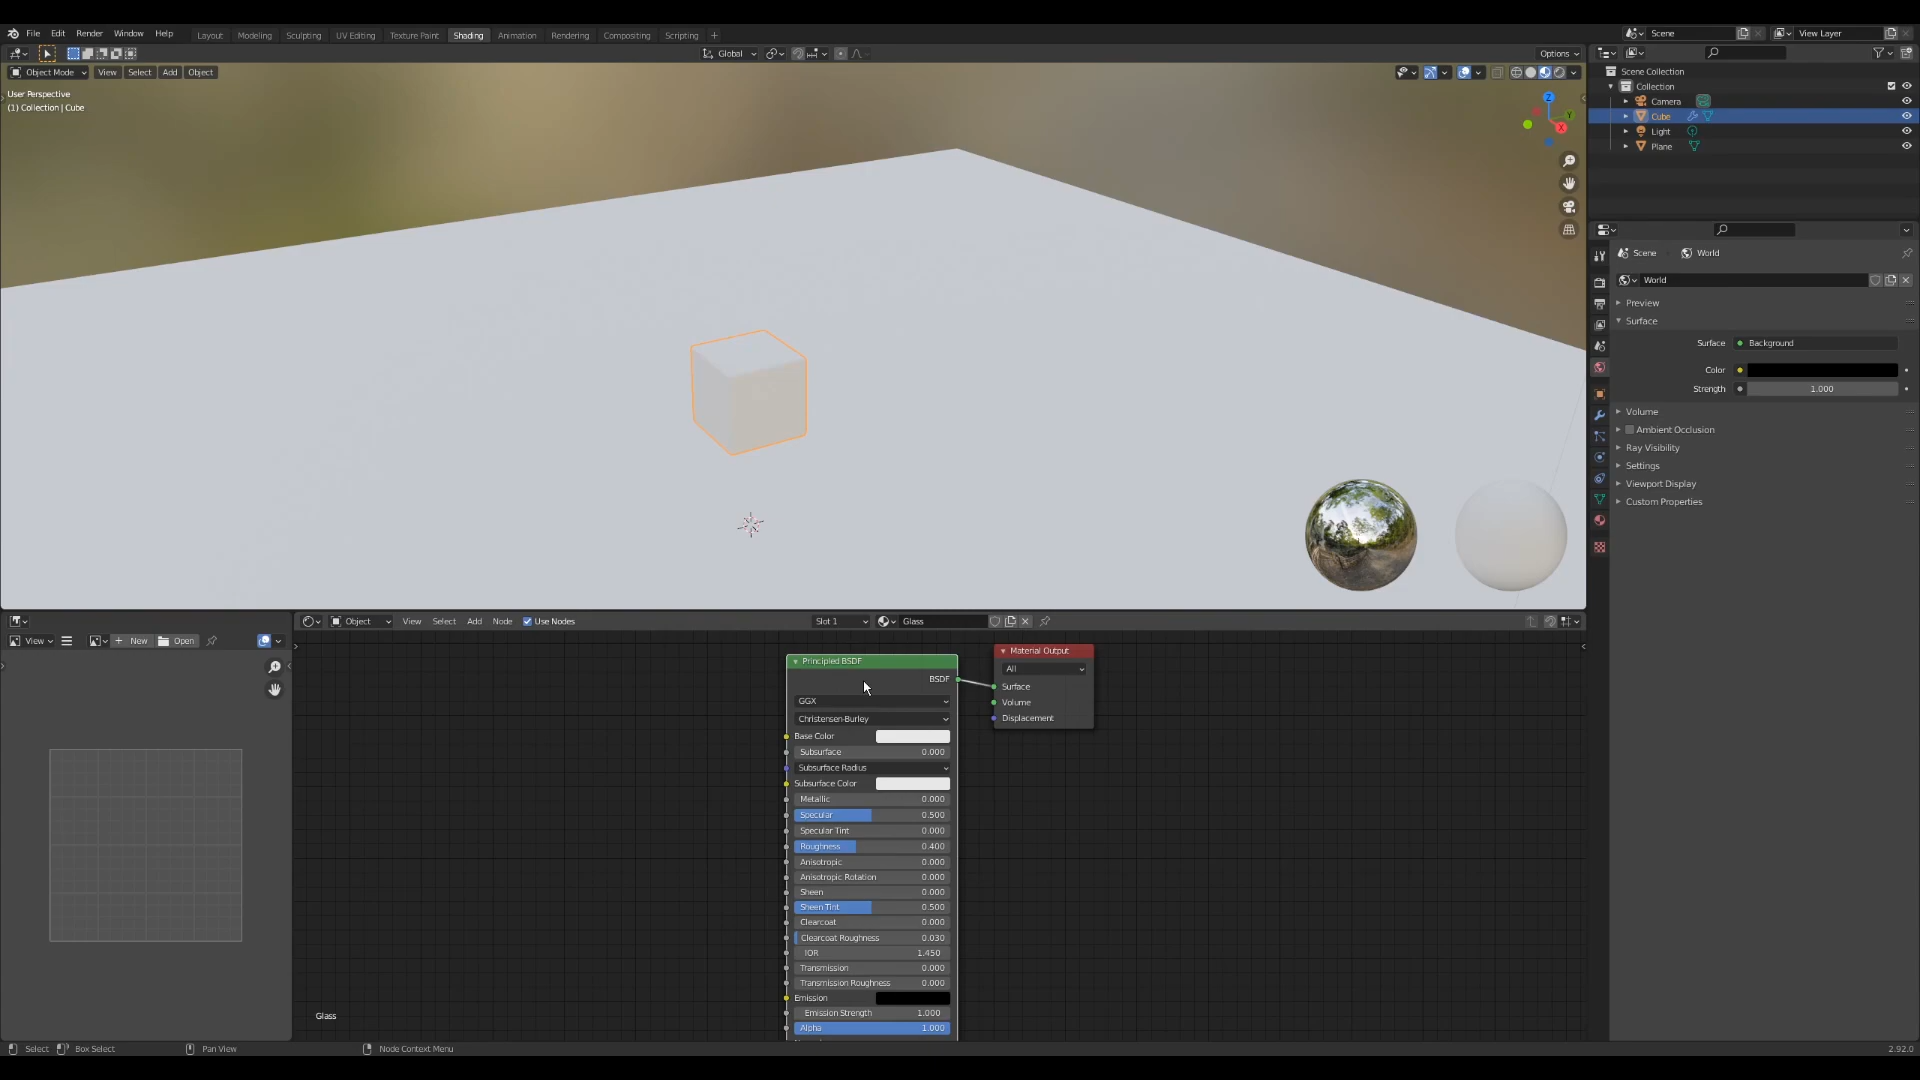 File Edit Render Window Help Layout Modeling Sculpting UV Editing Texture Paint Shading Animation Rendering Compositing Scripting + Scene View Layer
Global Options
Object Mode View Select Add Object
User Perspective
(1) Collection | Cube
Z
Y
X
Scene Collection
Collection
Camera
Cube
Light
Plane
Scene World
World
Preview
Surface
Surface Background
Color
Strength 1.000
Volume
Ambient Occlusion
Ray Visibility
Settings
Viewport Display
Custom Properties
View New Open
Object View Select Add Node Use Nodes Slot 1 Glass
Principled BSDF
BSDF
GGX
Christensen-Burley
Base Color
Subsurface 0.000
Subsurface Radius
Subsurface Color
Metallic 0.000
Specular 0.500
Specular Tint 0.000
Roughness 0.400
Anisotropic 0.000
Anisotropic Rotation 0.000
Sheen 0.000
Sheen Tint 0.500
Clearcoat 0.000
Clearcoat Roughness 0.030
IOR 1.450
Transmission 0.000
Transmission Roughness 0.000
Emission
Emission Strength 1.000
Alpha 1.000
Material Output
All
Surface
Volume
Displacement
Glass
Select Box Select Pan View Node Context Menu 2.92.0